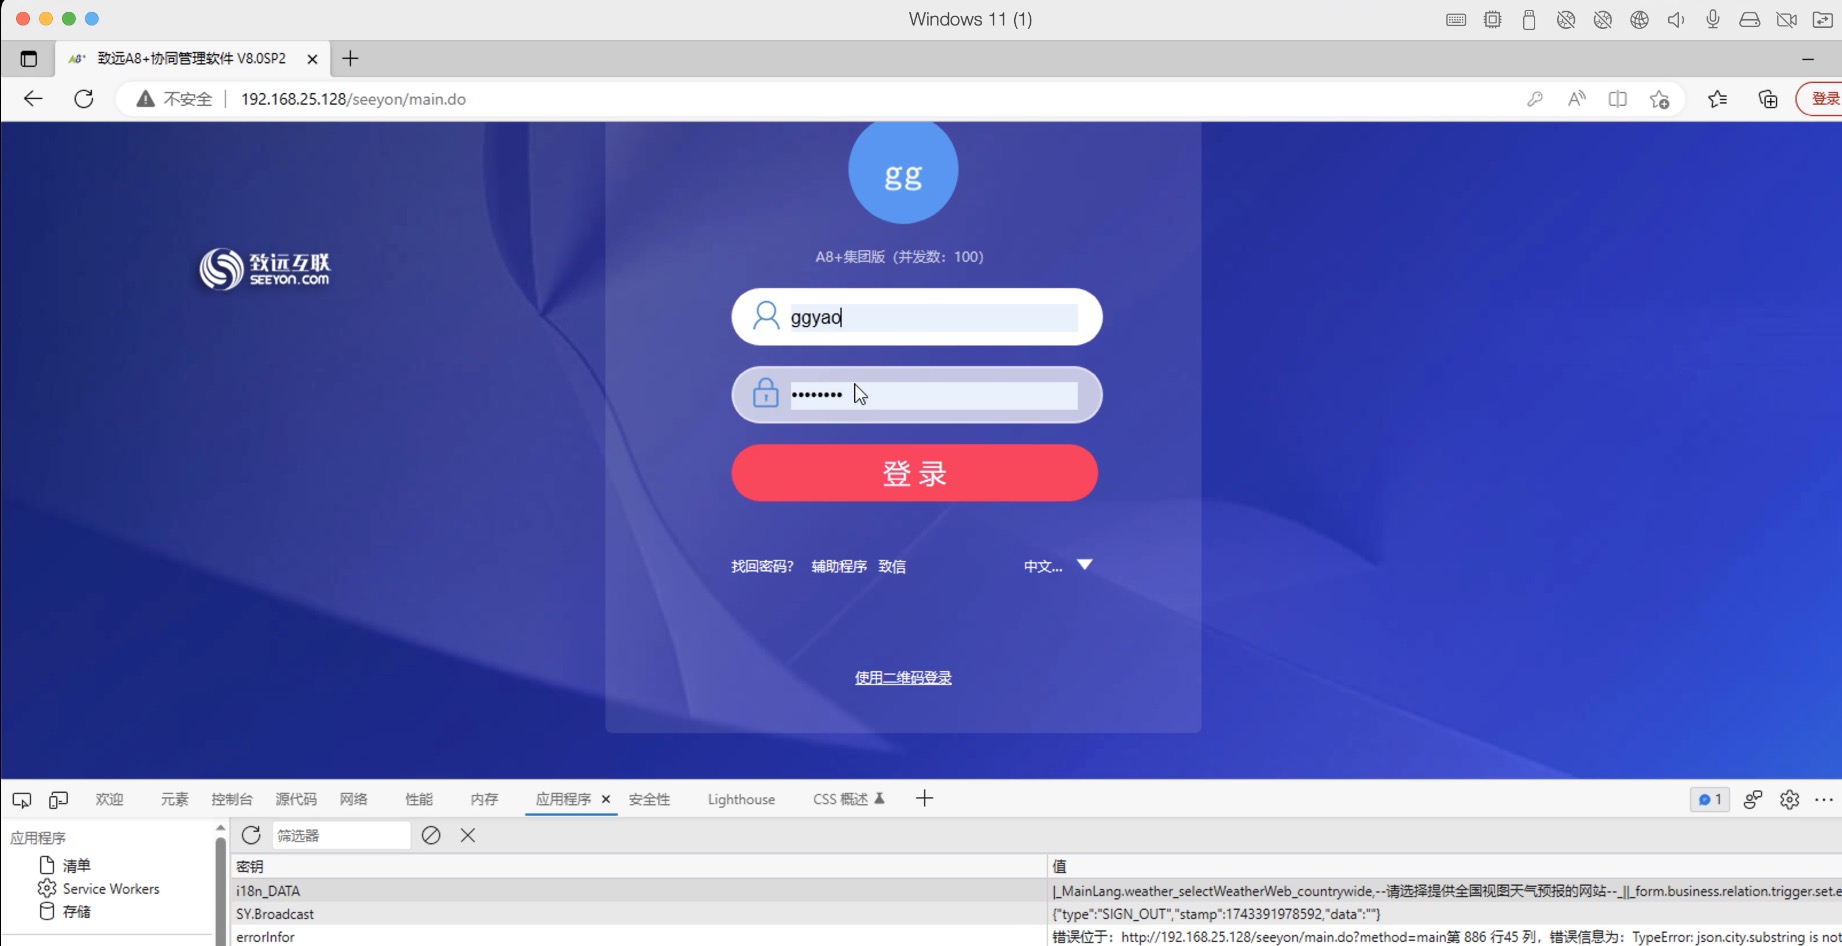 Windows 11 (1)
致远A8+协同管理软件 V8.0SP2
不安全
192.168.25.128/seeyon/main.do
登录
gg
A8+集团版（并发数：100）
致远互联
SEEYON.COM
ggyao
登 录
找回密码？ 辅助程序 致信 中文...
使用二维码登录
欢迎 元素 控制台 源代码 网络 性能 内存 应用程序 安全性 Lighthouse CSS 概述 1
应用程序
清单
Service Workers
存储
筛选器
密钥 值
i18n_DATA |_MainLang.weather_selectWeatherWeb_countrywide,--请选择提供全国视图天气预报的网站--_||_form.business.relation.trigger.set.e
SY.Broadcast {"type":"SIGN_OUT","stamp":1743391978592,"data":""}
errorInfor 错误位于：http://192.168.25.128/seeyon/main.do?method=main第 886 行45 列，错误信息为：TypeError: json.city.substring is not